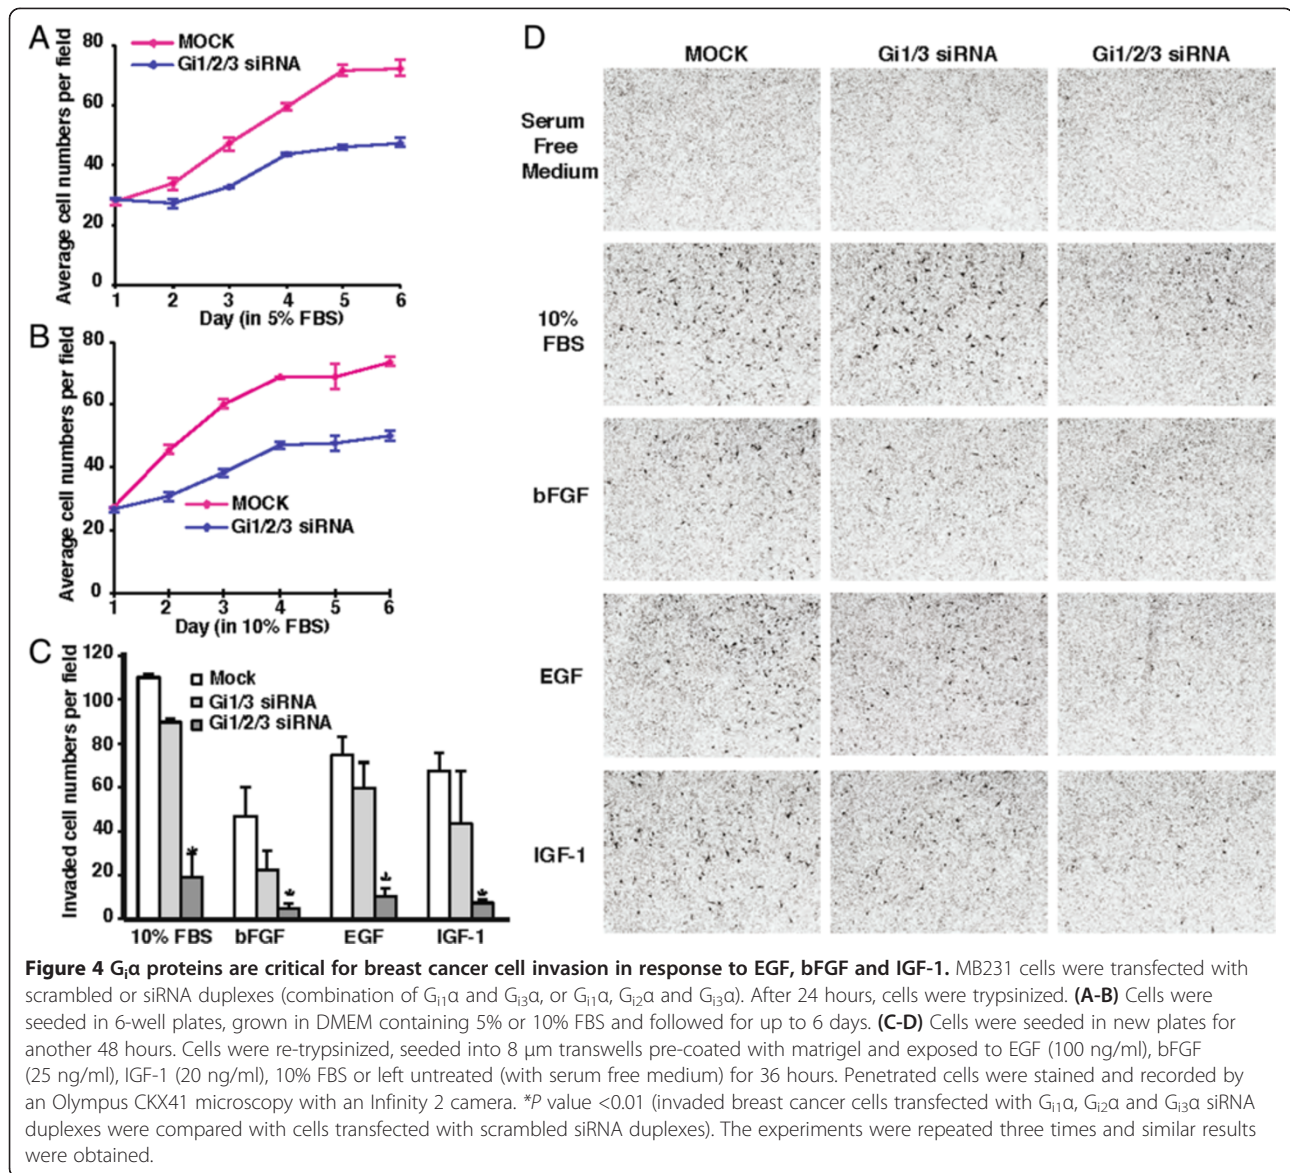 A
80
60
40
20
0
MOCK
Gi1/2/3 siRNA
Average cell numbers per field
1 2 3 4 5 6
Day (in 5% FBS)
B
80
60
40
20
0
MOCK
Gi1/2/3 siRNA
Average cell numbers per field
1 2 3 4 5 6
Day (in 10% FBS)
C
120
100
80
60
40
20
0
Mock
Gi1/3 siRNA
Gi1/2/3 siRNA
Invaded cell numbers per field
* * * *
10% FBS bFGF EGF IGF-1
D
MOCK Gi1/3 siRNA Gi1/2/3 siRNA
Serum
Free
Medium
10%
FBS
bFGF
EGF
IGF-1
Figure 4 Giα proteins are critical for breast cancer cell invasion in response to EGF, bFGF and IGF-1. MB231 cells were transfected with
scrambled or siRNA duplexes (combination of Gi1α and Gi3α, or Gi1α, Gi2α and Gi3α). After 24 hours, cells were trypsinized. (A-B) Cells were
seeded in 6-well plates, grown in DMEM containing 5% or 10% FBS and followed for up to 6 days. (C-D) Cells were seeded in new plates for
another 48 hours. Cells were re-trypsinized, seeded into 8 μm transwells pre-coated with matrigel and exposed to EGF (100 ng/ml), bFGF
(25 ng/ml), IGF-1 (20 ng/ml), 10% FBS or left untreated (with serum free medium) for 36 hours. Penetrated cells were stained and recorded by
an Olympus CKX41 microscopy with an Infinity 2 camera. *P value <0.01 (invaded breast cancer cells transfected with Gi1α, Gi2α and Gi3α siRNA
duplexes were compared with cells transfected with scrambled siRNA duplexes). The experiments were repeated three times and similar results
were obtained.